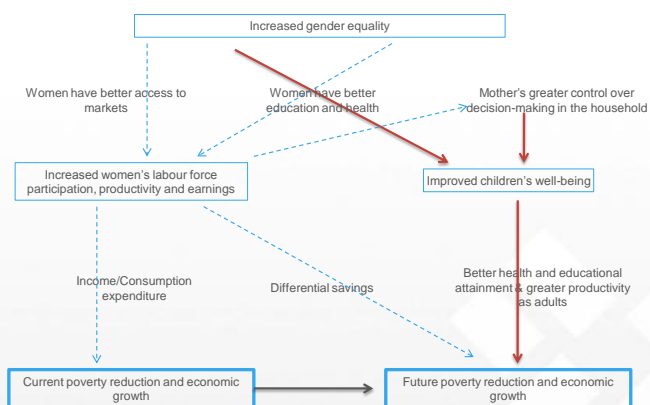 Increased gender equality
Women have better access to
markets
Women have better
education and health
Mother's greater control over
decision-making in the household
Increased women's labour force
participation, productivity and earnings
Improved children's well-being
Income/Consumption
expenditure
Differential savings
Better health and educational
attainment & greater productivity
as adults
Current poverty reduction and economic
growth
Future poverty reduction and economic
growth